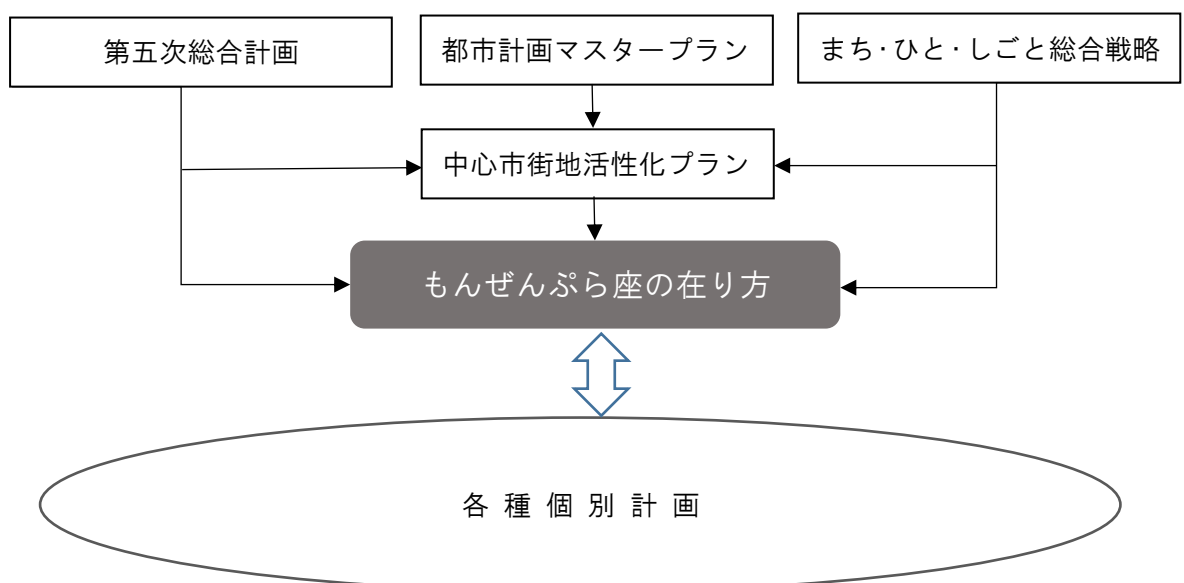 第五次総合計画
都市計画マスタープラン
まち・ひと・しごと総合戦略
中心市街地活性化プラン
もんぜんぷら座の在り方
各種個別計画